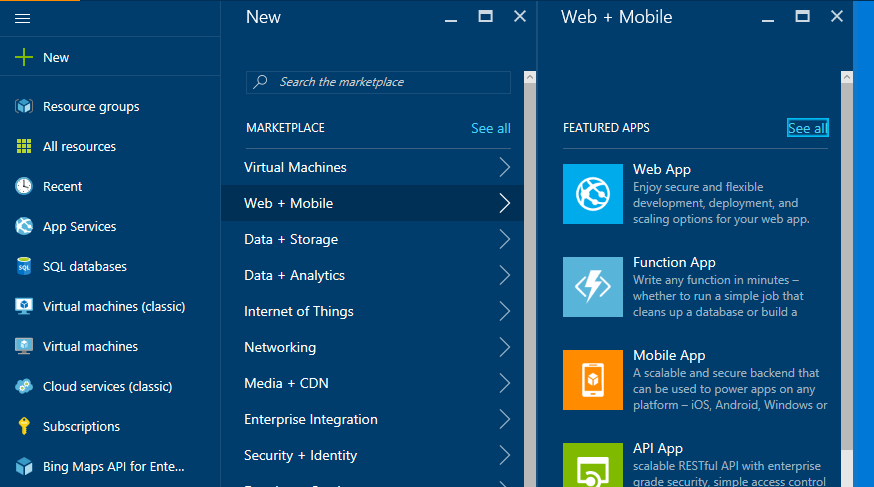 New
Resource groups
All resources
Recent
App Services
SQL databases
Virtual machines (classic)
Virtual machines
Cloud services (classic)
Subscriptions
Bing Maps API for Ente...
New
Search the marketplace
MARKETPLACE See all
Virtual Machines
Web + Mobile
Data + Storage
Data + Analytics
Internet of Things
Networking
Media + CDN
Enterprise Integration
Security + Identity
Web + Mobile
FEATURED APPS See all
Web App
Enjoy secure and flexible
development, deployment, and
scaling options for your web app.
Function App
Write any function in minutes –
whether to run a simple job that
cleans up a database or build a
Mobile App
A scalable and secure backend that
can be used to power apps on any
platform – iOS, Android, Windows or
API App
scalable RESTful API with enterprise
grade security, simple access control